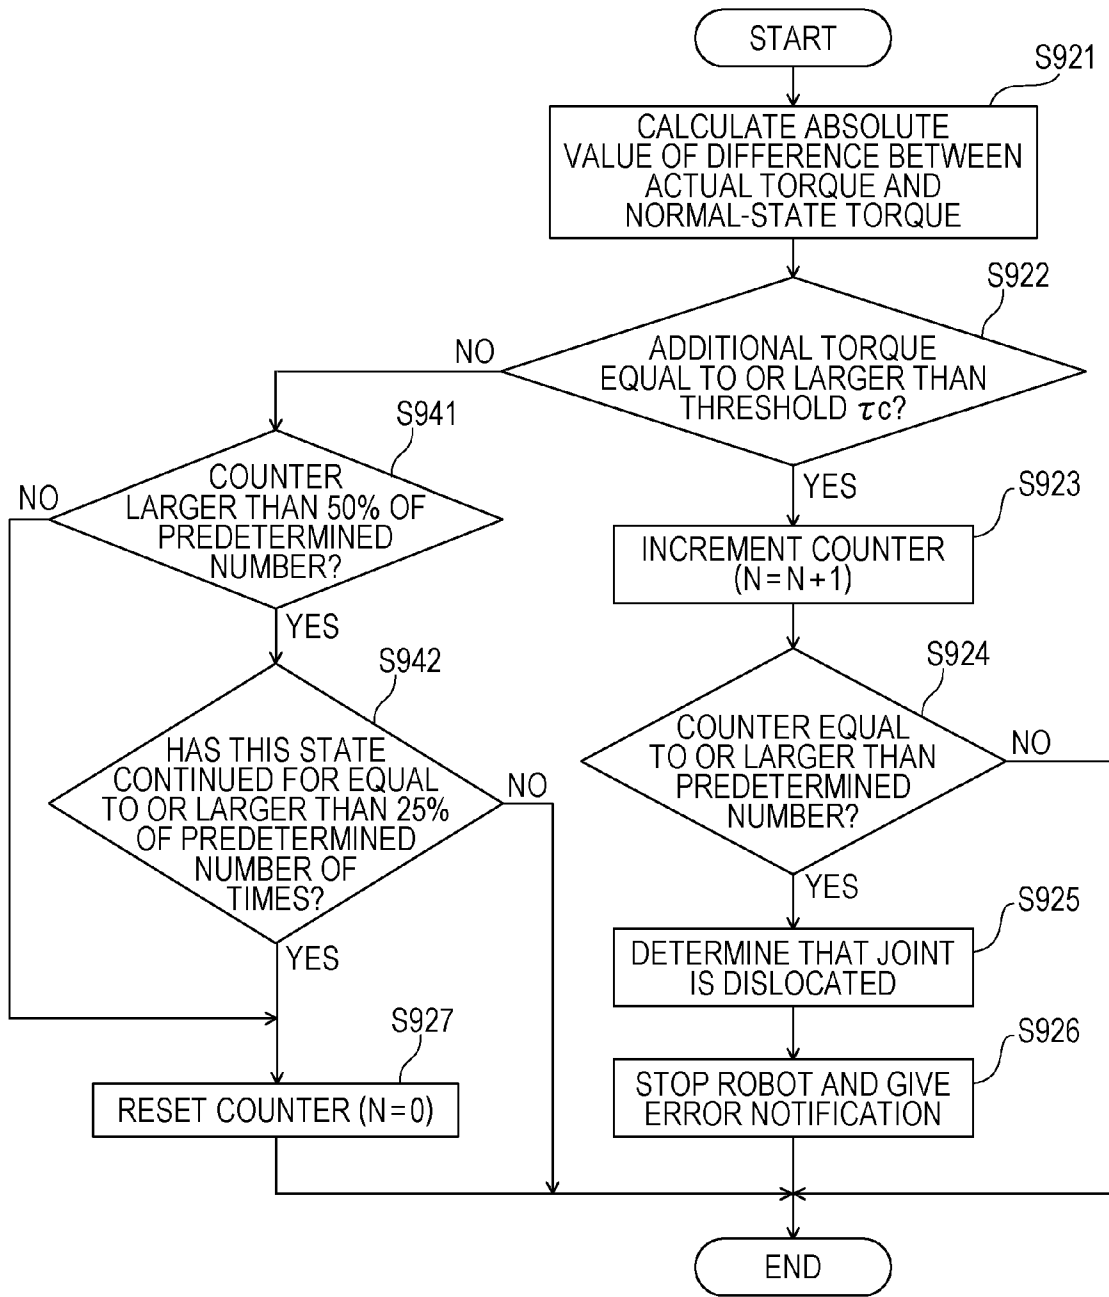 START
S921
CALCULATE ABSOLUTE
VALUE OF DIFFERENCE BETWEEN
ACTUAL TORQUE AND
NORMAL-STATE TORQUE
S922
ADDITIONAL TORQUE
EQUAL TO OR LARGER THAN
THRESHOLD τc?
NO
YES
S941
COUNTER
LARGER THAN 50% OF
PREDETERMINED
NUMBER?
NO
YES
S923
INCREMENT COUNTER
(N=N+1)
S942
HAS THIS STATE
CONTINUED FOR EQUAL
TO OR LARGER THAN 25%
OF PREDETERMINED
NUMBER OF
TIMES?
NO
YES
S924
COUNTER EQUAL
TO OR LARGER THAN
PREDETERMINED
NUMBER?
NO
YES
S925
DETERMINE THAT JOINT
IS DISLOCATED
S927
RESET COUNTER (N=0)
S926
STOP ROBOT AND GIVE
ERROR NOTIFICATION
END